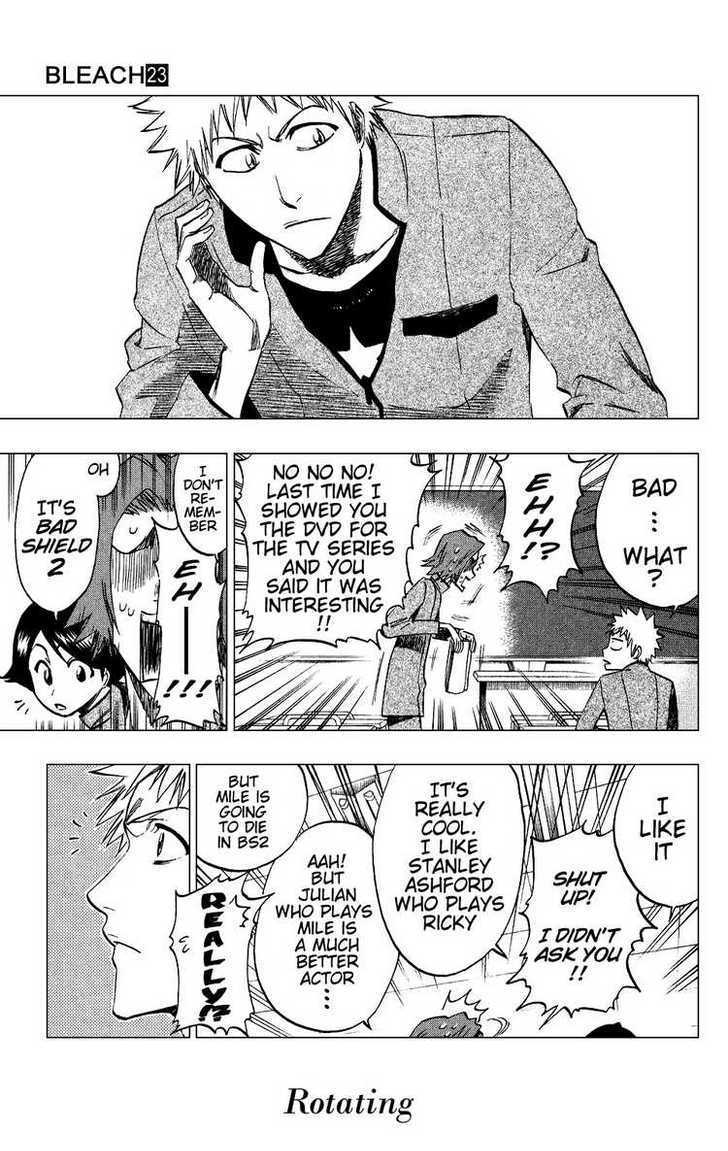 BLEACH 23
BAD
...
WHAT
?
EHH!?
NO NO NO!
LAST TIME I
SHOWED YOU
THE DVD FOR
THE TV SERIES
AND YOU
SAID IT WAS
INTERESTING
!!
I
DON'T
RE-
MEM-
BER
EH—!!!
OH
IT'S
BAD
SHIELD
2
I
LIKE
IT
SHUT
UP!
I DIDN'T
ASK YOU
!!
IT'S
REALLY
COOL.
I LIKE
STANLEY
ASHFORD
WHO PLAYS
RICKY
AAH!
BUT
JULIAN
WHO PLAYS
MILE IS
A MUCH
BETTER
ACTOR
...
BUT
MILE IS
GOING
TO DIE
IN BS2
REALLY!?
Rotating